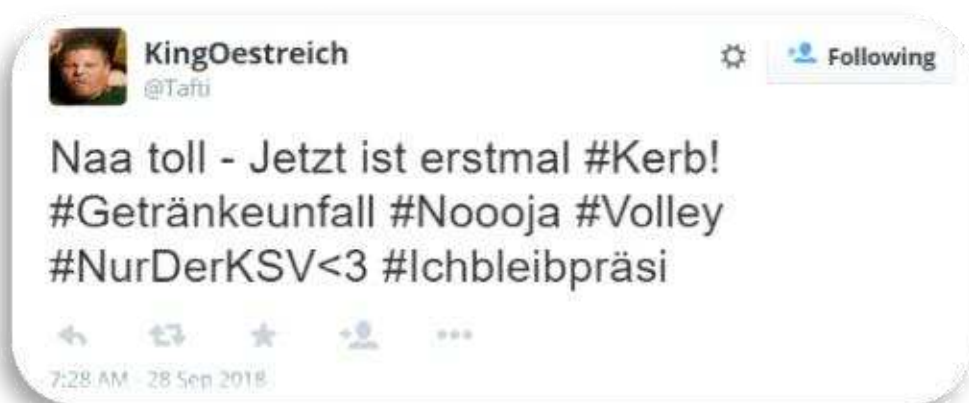 KingOestreich
Following
@Tafti
Naa toll - Jetzt ist erstmal #Kerb!
#Getränkeunfall #Noooja #Volley
#NurDerKSV<3 #Ichbleibpräsi
7:28 AM - 28 Sep 2018